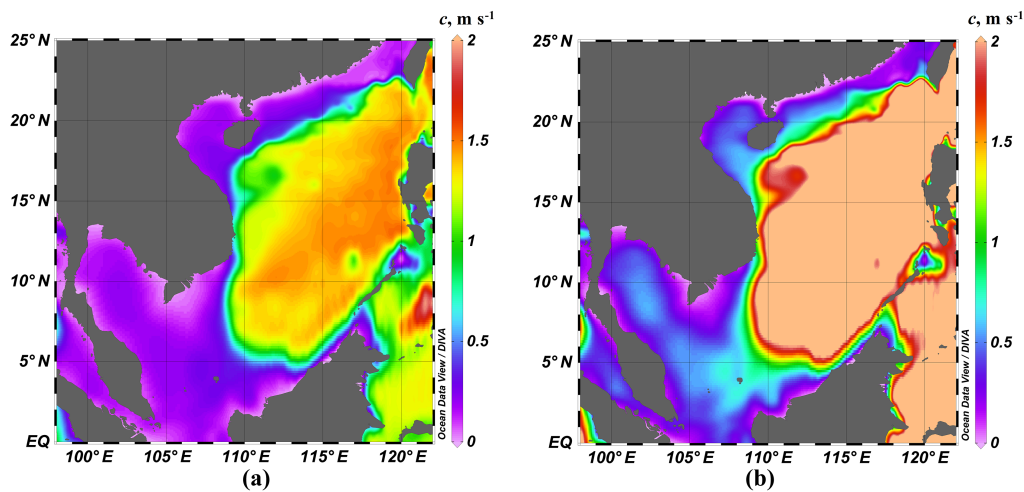 c, m s-1
25° N
20° N
15° N
10° N
5° N
EQ
100° E
105° E
110° E
115° E
120° E
2
1.5
1
0.5
0
Ocean Data View / DIVA
(a)
c, m s-1
25° N
20° N
15° N
10° N
5° N
EQ
100° E
105° E
110° E
115° E
120° E
2
1.5
1
0.5
0
Ocean Data View / DIVA
(b)